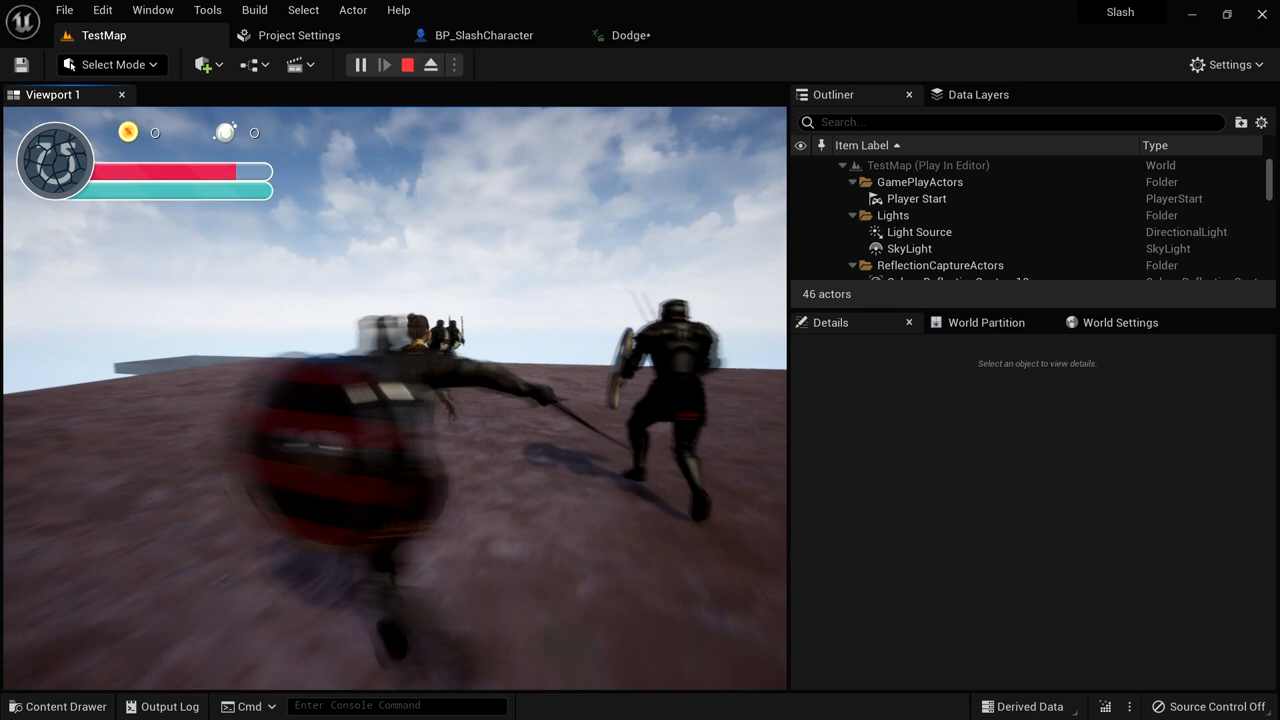 File Edit Window Tools Build Select Actor Help
Slash
TestMap Project Settings BP_SlashCharacter Dodge*
Select Mode Settings
Viewport 1
Outliner Data Layers
0 0
Search...
Item Label Type
TestMap (Play In Editor) World
GamePlayActors Folder
Player Start PlayerStart
Lights Folder
Light Source DirectionalLight
SkyLight SkyLight
ReflectionCaptureActors Folder
46 actors
Details World Partition World Settings
Select an object to view details.
Content Drawer Output Log Cmd Enter Console Command Derived Data Source Control Off